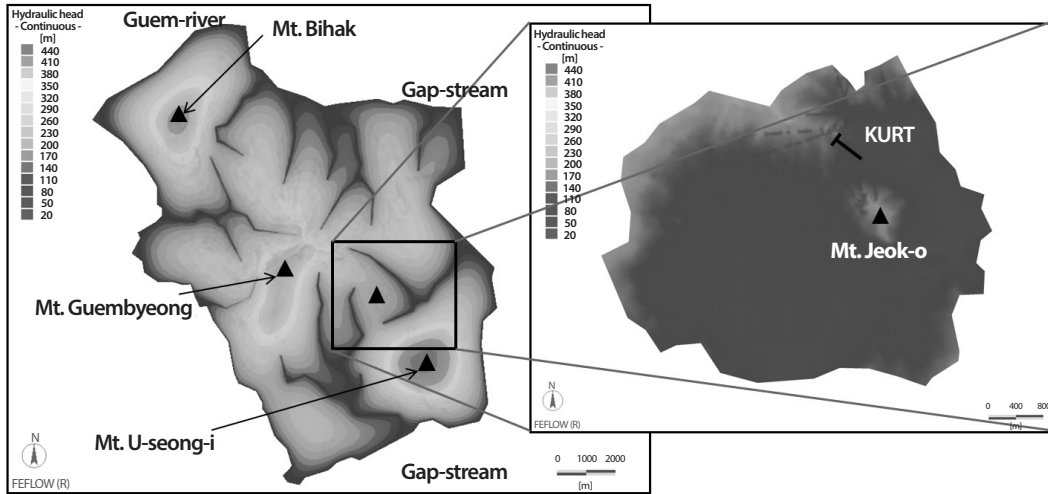 Hydraulic head
- Continuous -
[m]
440
410
380
350
320
290
260
230
200
170
140
110
80
50
20
Guem-river
Mt. Bihak
Gap-stream
Mt. Guembyeong
Mt. U-seong-i
Gap-stream
N
FEFLOW (R)
0 1000 2000
[m]
Hydraulic head
- Continuous -
[m]
440
410
380
350
320
290
260
230
200
170
140
110
80
50
20
KURT
Mt. Jeok-o
N
FEFLOW (R)
0 400 800
[m]